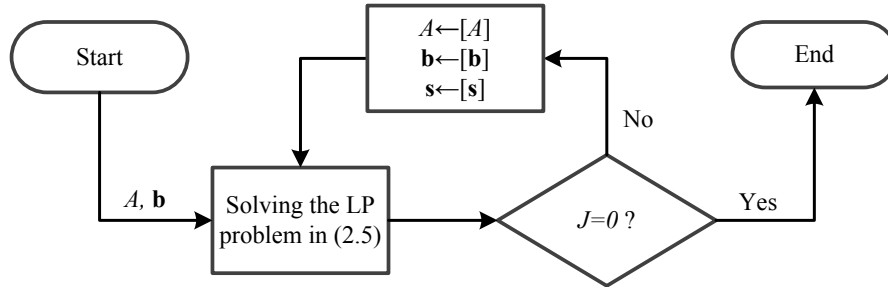 Start
A←[A]
b←[b]
s←[s]
End
No
A, b
Solving the LP
problem in (2.5)
J=0 ?
Yes